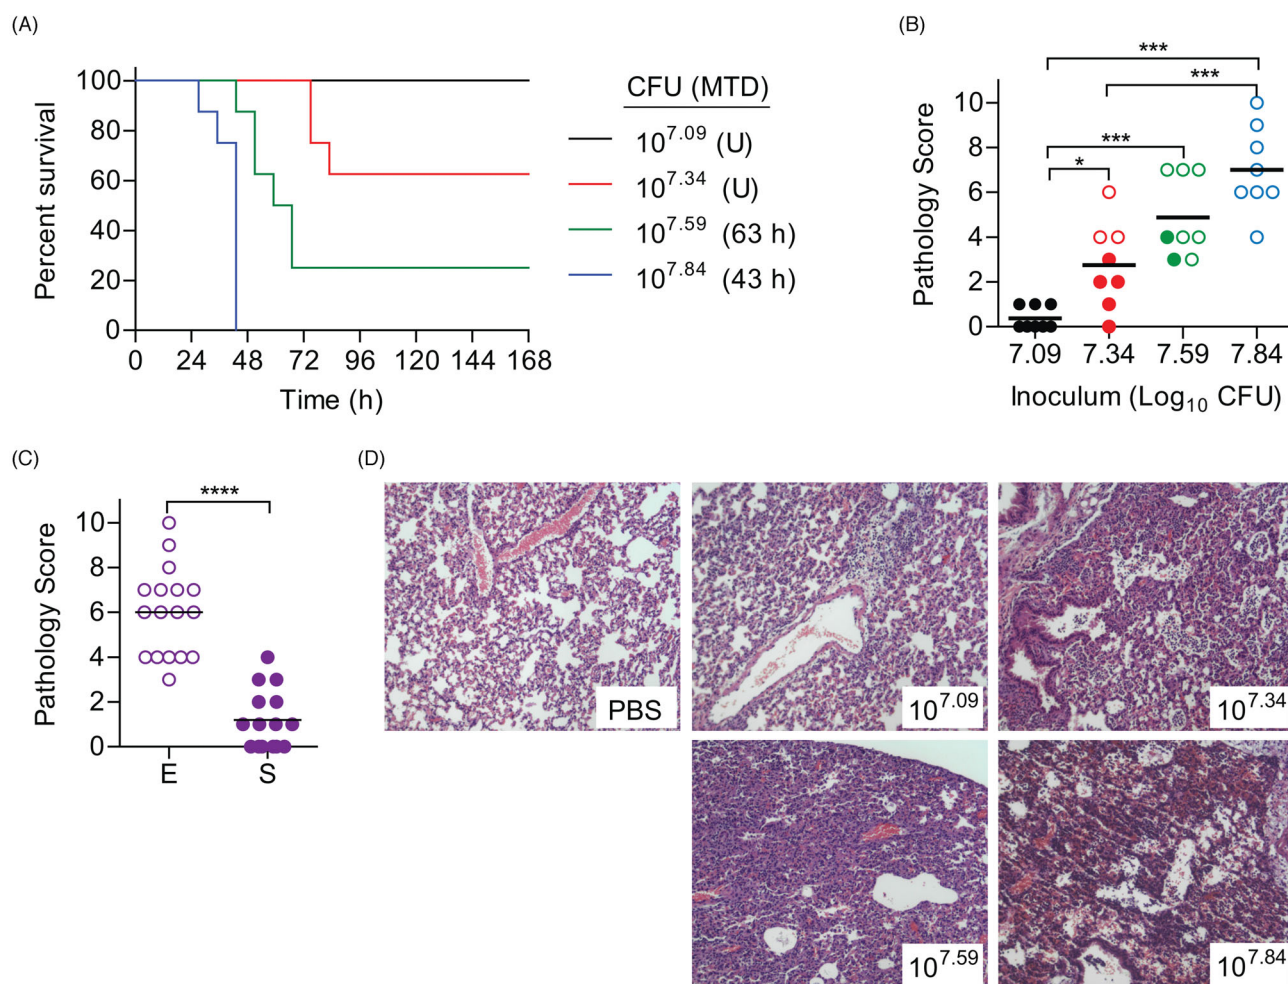 (A)
Percent survival
100
80
60
40
20
0
0 24 48 72 96 120 144 168
Time (h)
CFU (MTD)
10^7.09 (U)
10^7.34 (U)
10^7.59 (63 h)
10^7.84 (43 h)
(B)
***
***
***
*
Pathology Score
10
8
6
4
2
0
7.09 7.34 7.59 7.84
Inoculum (Log10 CFU)
(C)
****
Pathology Score
10
8
6
4
2
0
E S
(D)
PBS
10^7.09
10^7.34
10^7.59
10^7.84